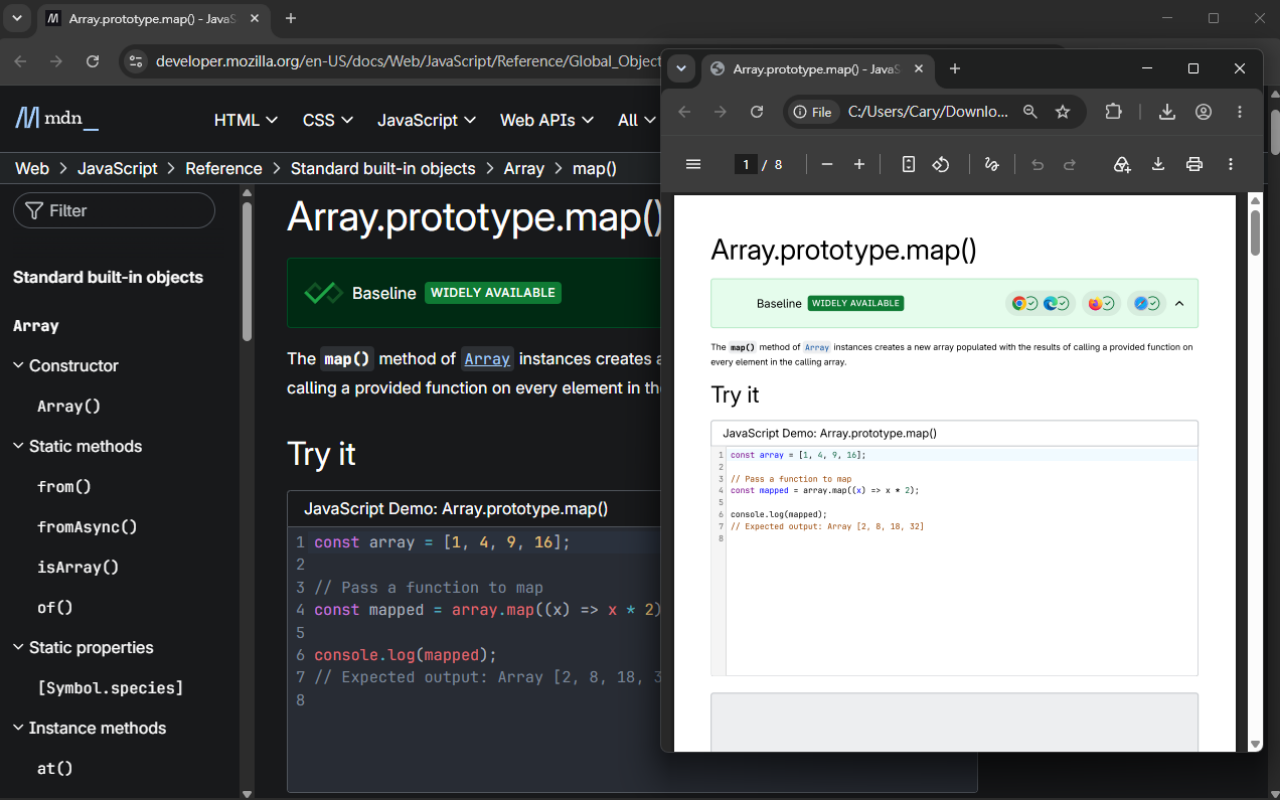 Array.prototype.map() - JavaS
developer.mozilla.org/en-US/docs/Web/JavaScript/Reference/Global_Object
mdn_
HTML
CSS
JavaScript
Web APIs
All
Web > JavaScript > Reference > Standard built-in objects > Array > map()
Filter
Standard built-in objects
Array
Constructor
Array()
Static methods
from()
fromAsync()
isArray()
of()
Static properties
[Symbol.species]
Instance methods
at()
Array.prototype.map()
Baseline WIDELY AVAILABLE
The map() method of Array instances creates a
calling a provided function on every element in the
Try it
JavaScript Demo: Array.prototype.map()
1 const array = [1, 4, 9, 16];
2
3 // Pass a function to map
4 const mapped = array.map((x) => x * 2)
5
6 console.log(mapped);
7 // Expected output: Array [2, 8, 18, 3
8
Array.prototype.map() - JavaS
File C:/Users/Cary/Downlo...
1 / 8
Array.prototype.map()
Baseline WIDELY AVAILABLE
The map() method of Array instances creates a new array populated with the results of calling a provided function on
every element in the calling array.
Try it
JavaScript Demo: Array.prototype.map()
1 const array = [1, 4, 9, 16];
2
3 // Pass a function to map
4 const mapped = array.map((x) => x * 2);
5
6 console.log(mapped);
7 // Expected output: Array [2, 8, 18, 32]
8